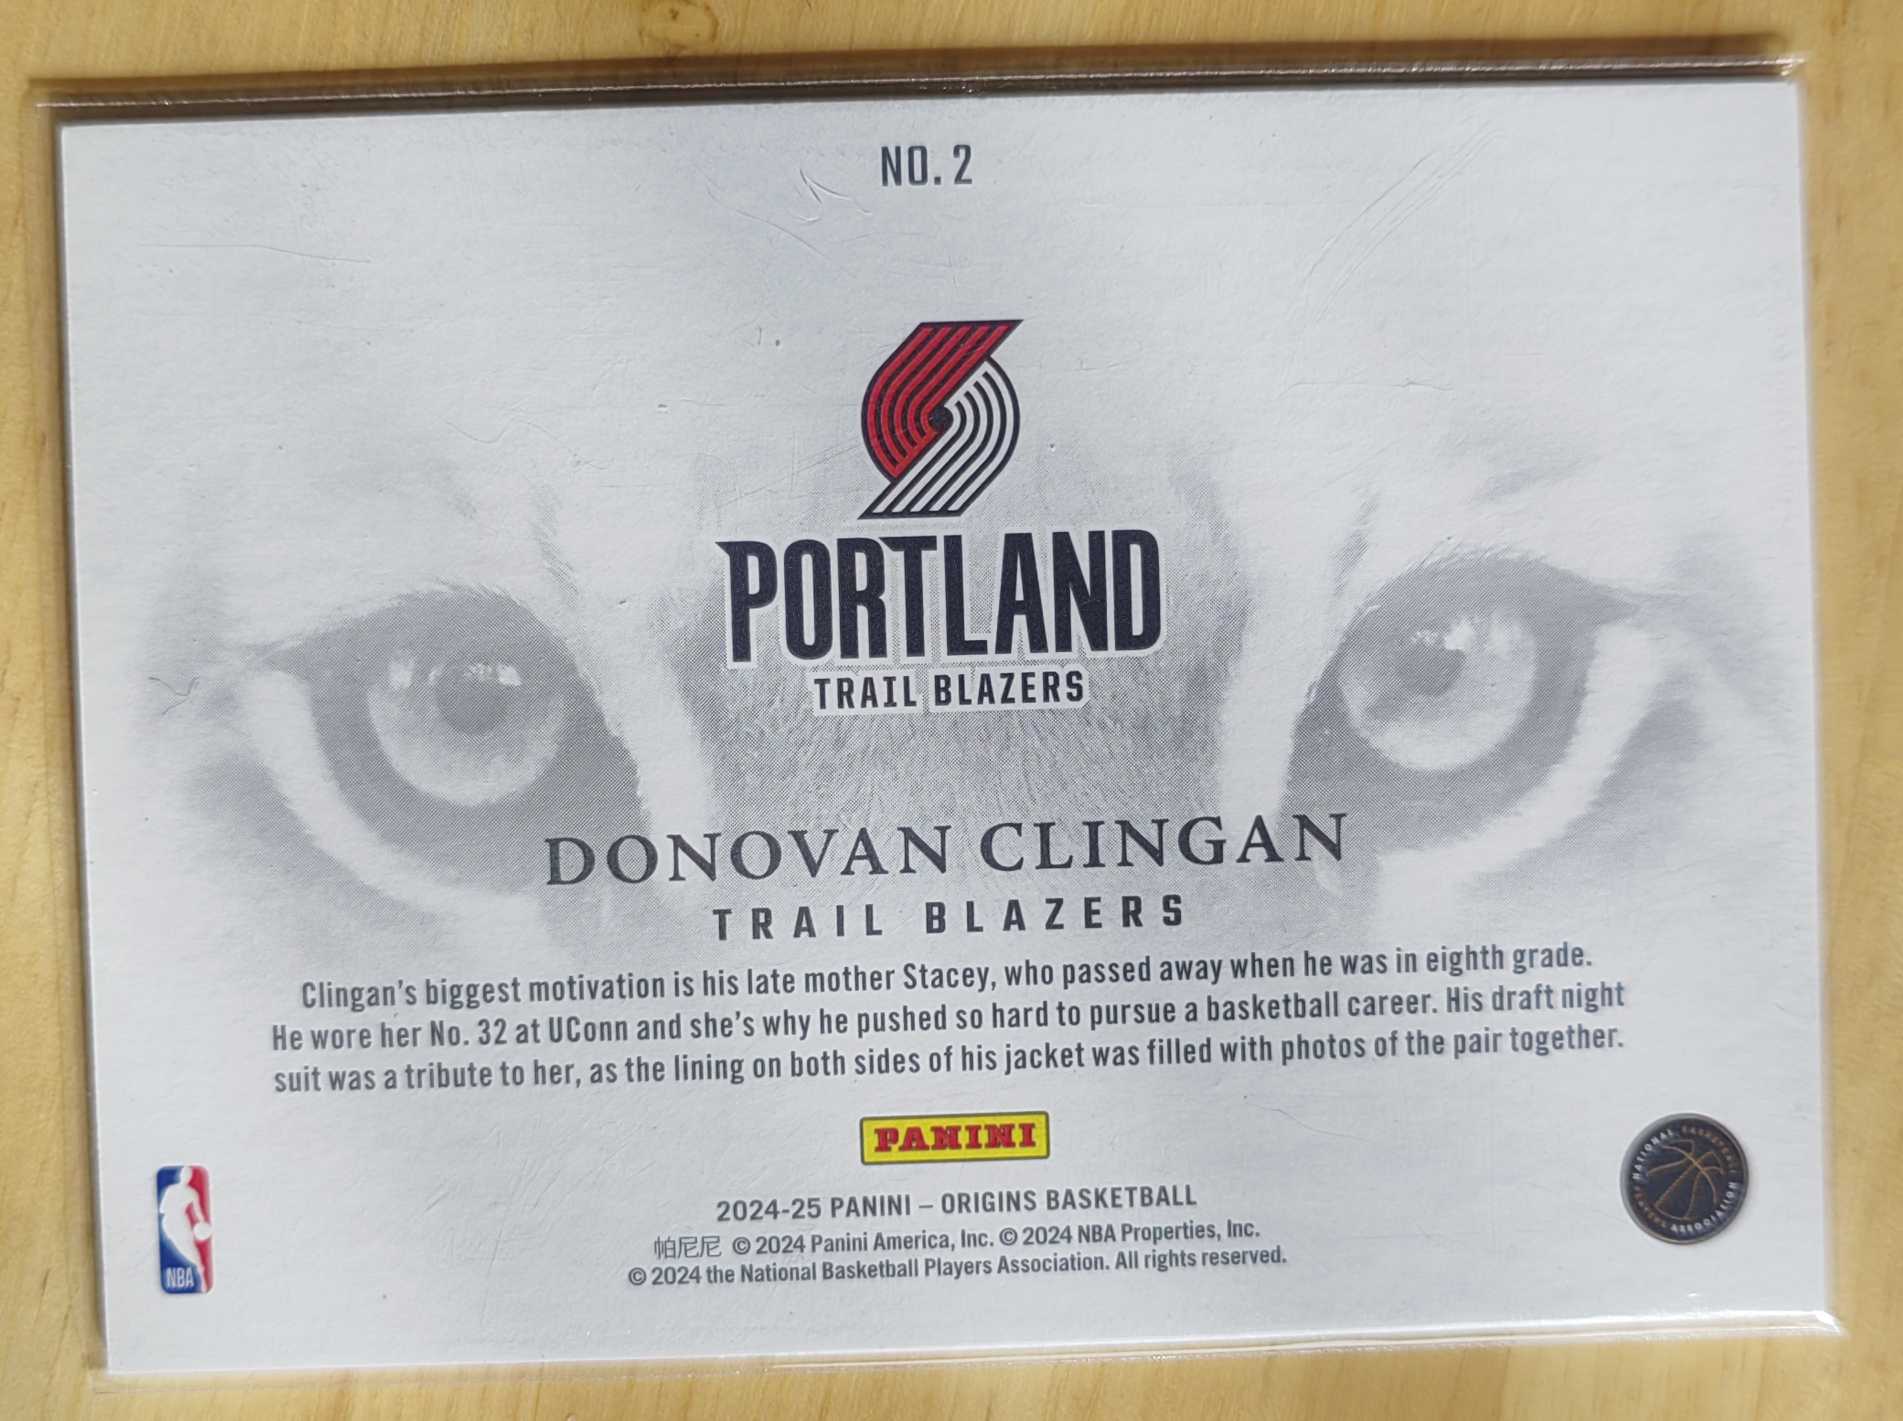 NO. 2
PORTLAND
TRAIL BLAZERS
DONOVAN CLINGAN
TRAIL BLAZERS
Clingan's biggest motivation is his late mother Stacey, who passed away when he was in eighth grade.
He wore her No. 32 at UConn and she's why he pushed so hard to pursue a basketball career. His draft night
suit was a tribute to her, as the lining on both sides of his jacket was filled with photos of the pair together.
PANINI
NBA
NATIONAL BASKETBALL PLAYERS ASSOCIATION
2024-25 PANINI – ORIGINS BASKETBALL
帕尼尼 © 2024 Panini America, Inc. © 2024 NBA Properties, Inc.
© 2024 the National Basketball Players Association. All rights reserved.